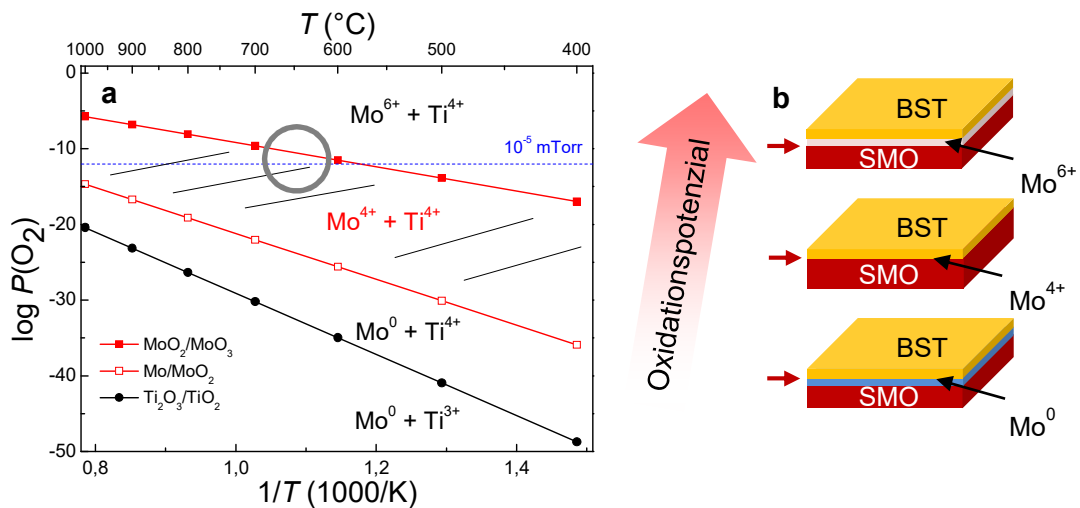 T (°C)
1000 900 800 700 600 500 400
a
0
-10
-20
-30
-40
-50
log P(O₂)
Mo⁶⁺ + Ti⁴⁺
10⁻⁵ mTorr
Mo⁴⁺ + Ti⁴⁺
Mo⁰ + Ti⁴⁺
Mo⁰ + Ti³⁺
MoO₂/MoO₃
Mo/MoO₂
Ti₂O₃/TiO₂
0,8 1,0 1,2 1,4
1/T (1000/K)
Oxidationspotenzial
b
BST
SMO
Mo⁶⁺
BST
SMO
Mo⁴⁺
BST
SMO
Mo⁰